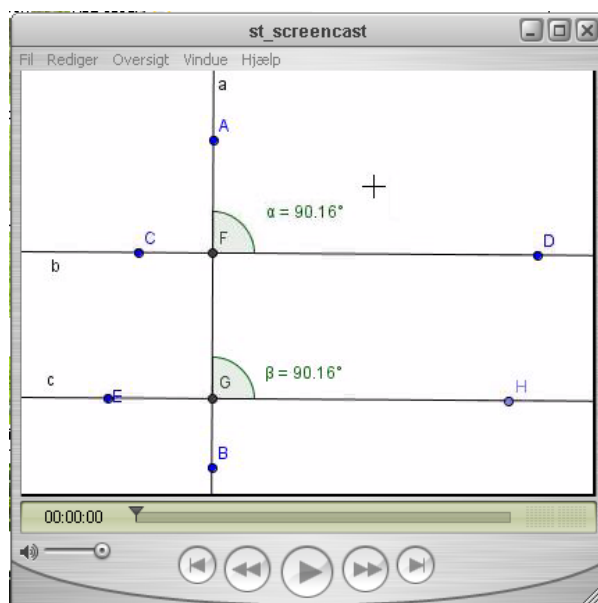 st_screencast
Fil Rediger Oversigt Vindue Hjælp
a
A
α = 90.16°
C
F
D
b
β = 90.16°
c
G
H
E
B
00:00:00